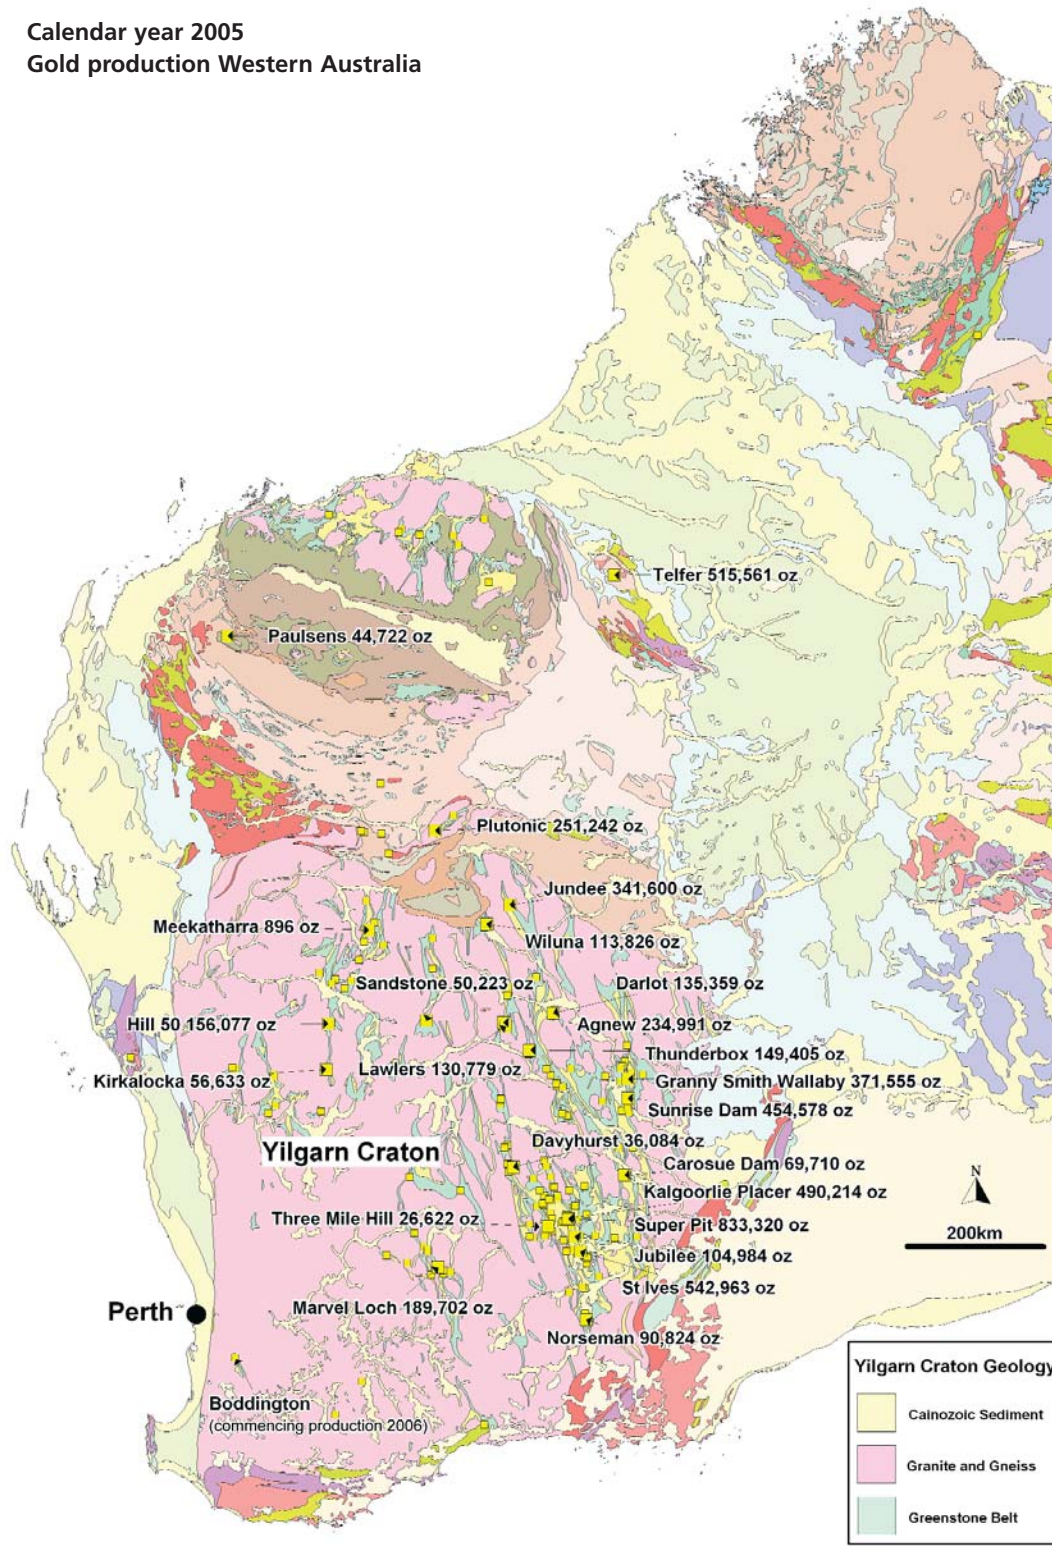 Calendar year 2005
Gold production Western Australia
Telfer 515,561 oz
Paulsens 44,722 oz
Plutonic 251,242 oz
Jundee 341,600 oz
Meekatharra 896 oz
Wiluna 113,826 oz
Sandstone 50,223 oz
Darlot 135,359 oz
Hill 50 156,077 oz
Agnew 234,991 oz
Thunderbox 149,405 oz
Lawlers 130,779 oz
Kirkalocka 56,633 oz
Granny Smith Wallaby 371,555 oz
Sunrise Dam 454,578 oz
Davyhurst 36,084 oz
Yilgarn Craton
Carosue Dam 69,710 oz
N
Kalgoorlie Placer 490,214 oz
Three Mile Hill 26,622 oz
Super Pit 833,320 oz
200km
Jubilee 104,984 oz
St Ives 542,963 oz
Marvel Loch 189,702 oz
Perth
Norseman 90,824 oz
Boddington
(commencing production 2006)
Yilgarn Craton Geology
Cainozoic Sediment
Granite and Gneiss
Greenstone Belt